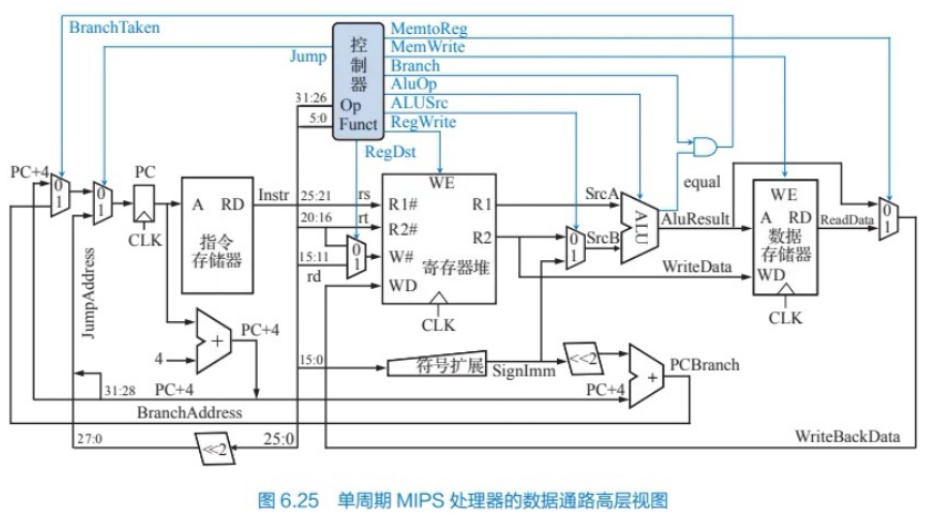 BranchTaken
MemtoReg
MemWrite
Branch
AluOp
ALUSrc
RegWrite
Jump
控制器
Op
Funct
31:26
5:0
RegDst
PC+4
0
1
0
1
PC
CLK
A RD
指令
存储器
Instr
25:21
20:16
15:11
rs
rt
rd
0
1
WE
R1#
R2#
W#
WD
R1
R2
寄存器堆
CLK
0
1
SrcA
SrcB
ALU
equal
AluResult
WriteData
WE
A RD
数据
存储器
WD
CLK
ReadData
0
1
JumpAddress
4
+
PC+4
15:0
符号扩展
SignImm
<<2
PC+4
+
PCBranch
31:28
PC+4
BranchAddress
27:0
<<2
25:0
WriteBackData
图 6.25 单周期 MIPS 处理器的数据通路高层视图